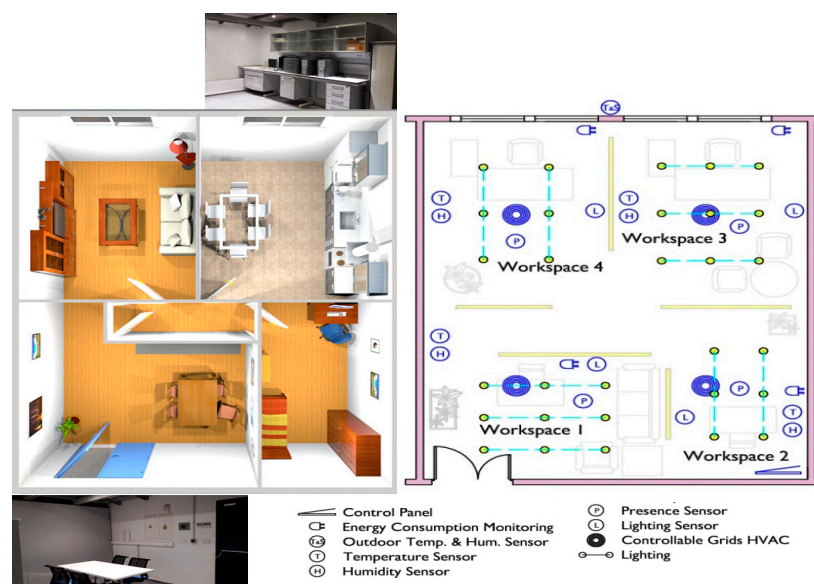 T&S
T
H
L
P
Workspace 4
T
H
L
P
Workspace 3
T
H
L
P
Workspace 1
P
L
T
H
Workspace 2
Control Panel
Energy Consumption Monitoring
T&S Outdoor Temp. & Hum. Sensor
T Temperature Sensor
H Humidity Sensor
P Presence Sensor
L Lighting Sensor
Controllable Grids HVAC
Lighting